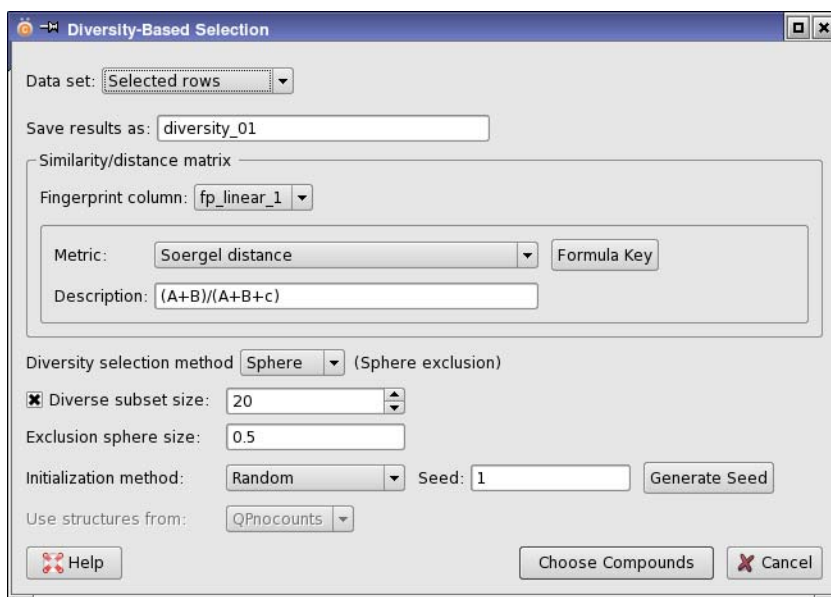 Diversity-Based Selection
Data set: Selected rows
Save results as: diversity_01
Similarity/distance matrix
Fingerprint column: fp_linear_1
Metric: Soergel distance Formula Key
Description: (A+B)/(A+B+c)
Diversity selection method Sphere (Sphere exclusion)
Diverse subset size: 20
Exclusion sphere size: 0.5
Initialization method: Random Seed: 1 Generate Seed
Use structures from: QPnocounts
Help Choose Compounds Cancel